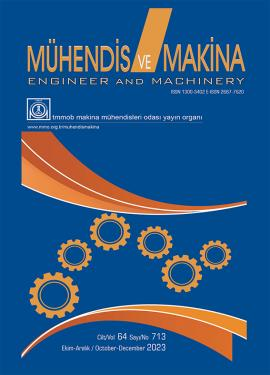 MÜHENDİS VE MAKİNA
ENGINEER AND MACHINERY
ISSN 1300-3402 E-ISSN 2667-7520
tmmob makina mühendisleri odası yayın organı
www.mmo.org.tr/muhendismakina
Cilt/Vol 64 Sayı/No 713
Ekim-Aralık / October-December 2023